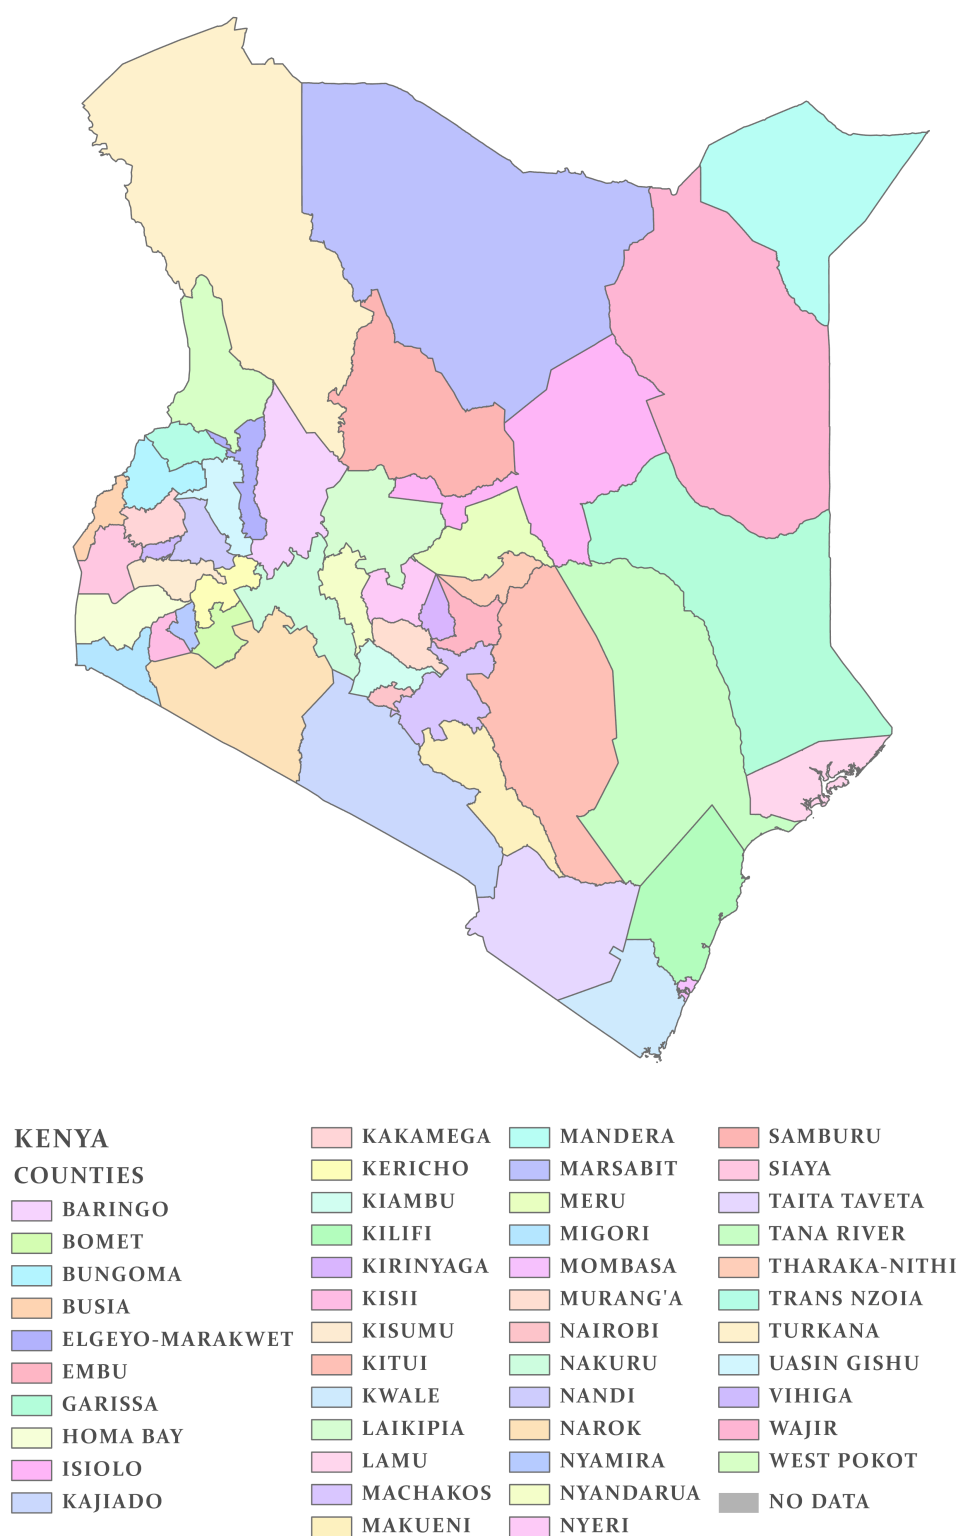 KENYA
COUNTIES
BARINGO
BOMET
BUNGOMA
BUSIA
ELGEYO-MARAKWET
EMBU
GARISSA
HOMA BAY
ISIOLO
KAJIADO
KAKAMEGA
KERICHO
KIAMBU
KILIFI
KIRINYAGA
KISII
KISUMU
KITUI
KWALE
LAIKIPIA
LAMU
MACHAKOS
MAKUENI
MANDERA
MARSABIT
MERU
MIGORI
MOMBASA
MURANG'A
NAIROBI
NAKURU
NANDI
NAROK
NYAMIRA
NYANDARUA
NYERI
SAMBURU
SIAYA
TAITA TAVETA
TANA RIVER
THARAKA-NITHI
TRANS NZOIA
TURKANA
UASIN GISHU
VIHIGA
WAJIR
WEST POKOT
NO DATA